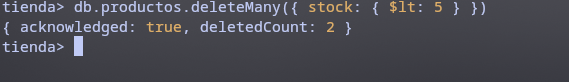 tienda> db.productos.deleteMany({ stock: { $lt: 5 } })
{ acknowledged: true, deletedCount: 2 }
tienda>